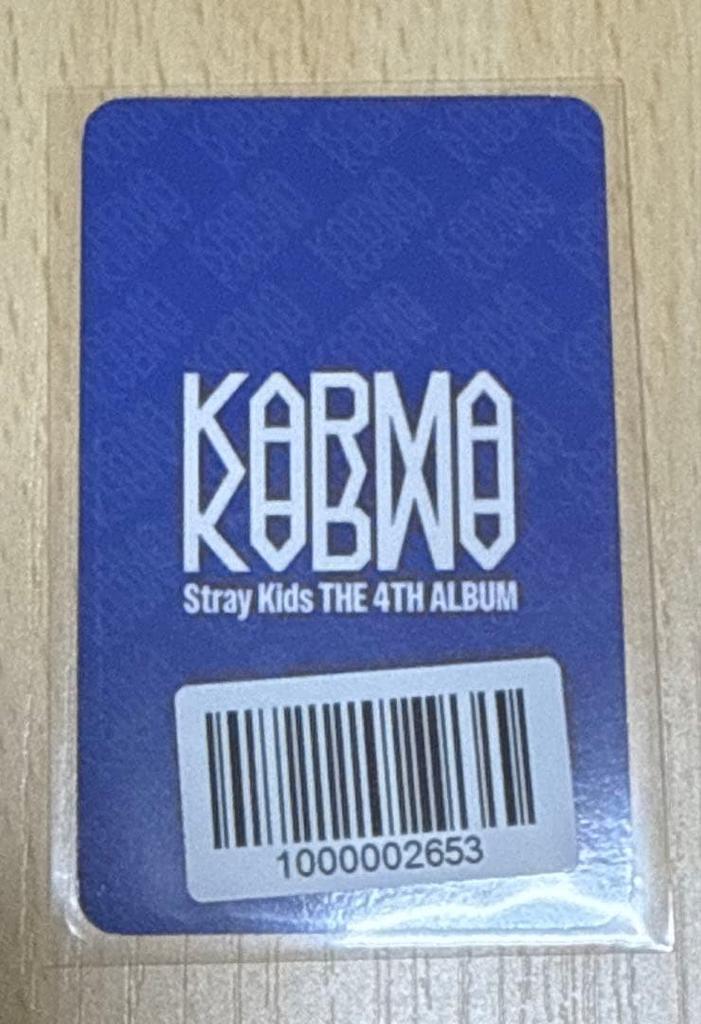 KARMA
Stray Kids THE 4TH ALBUM
1000002653